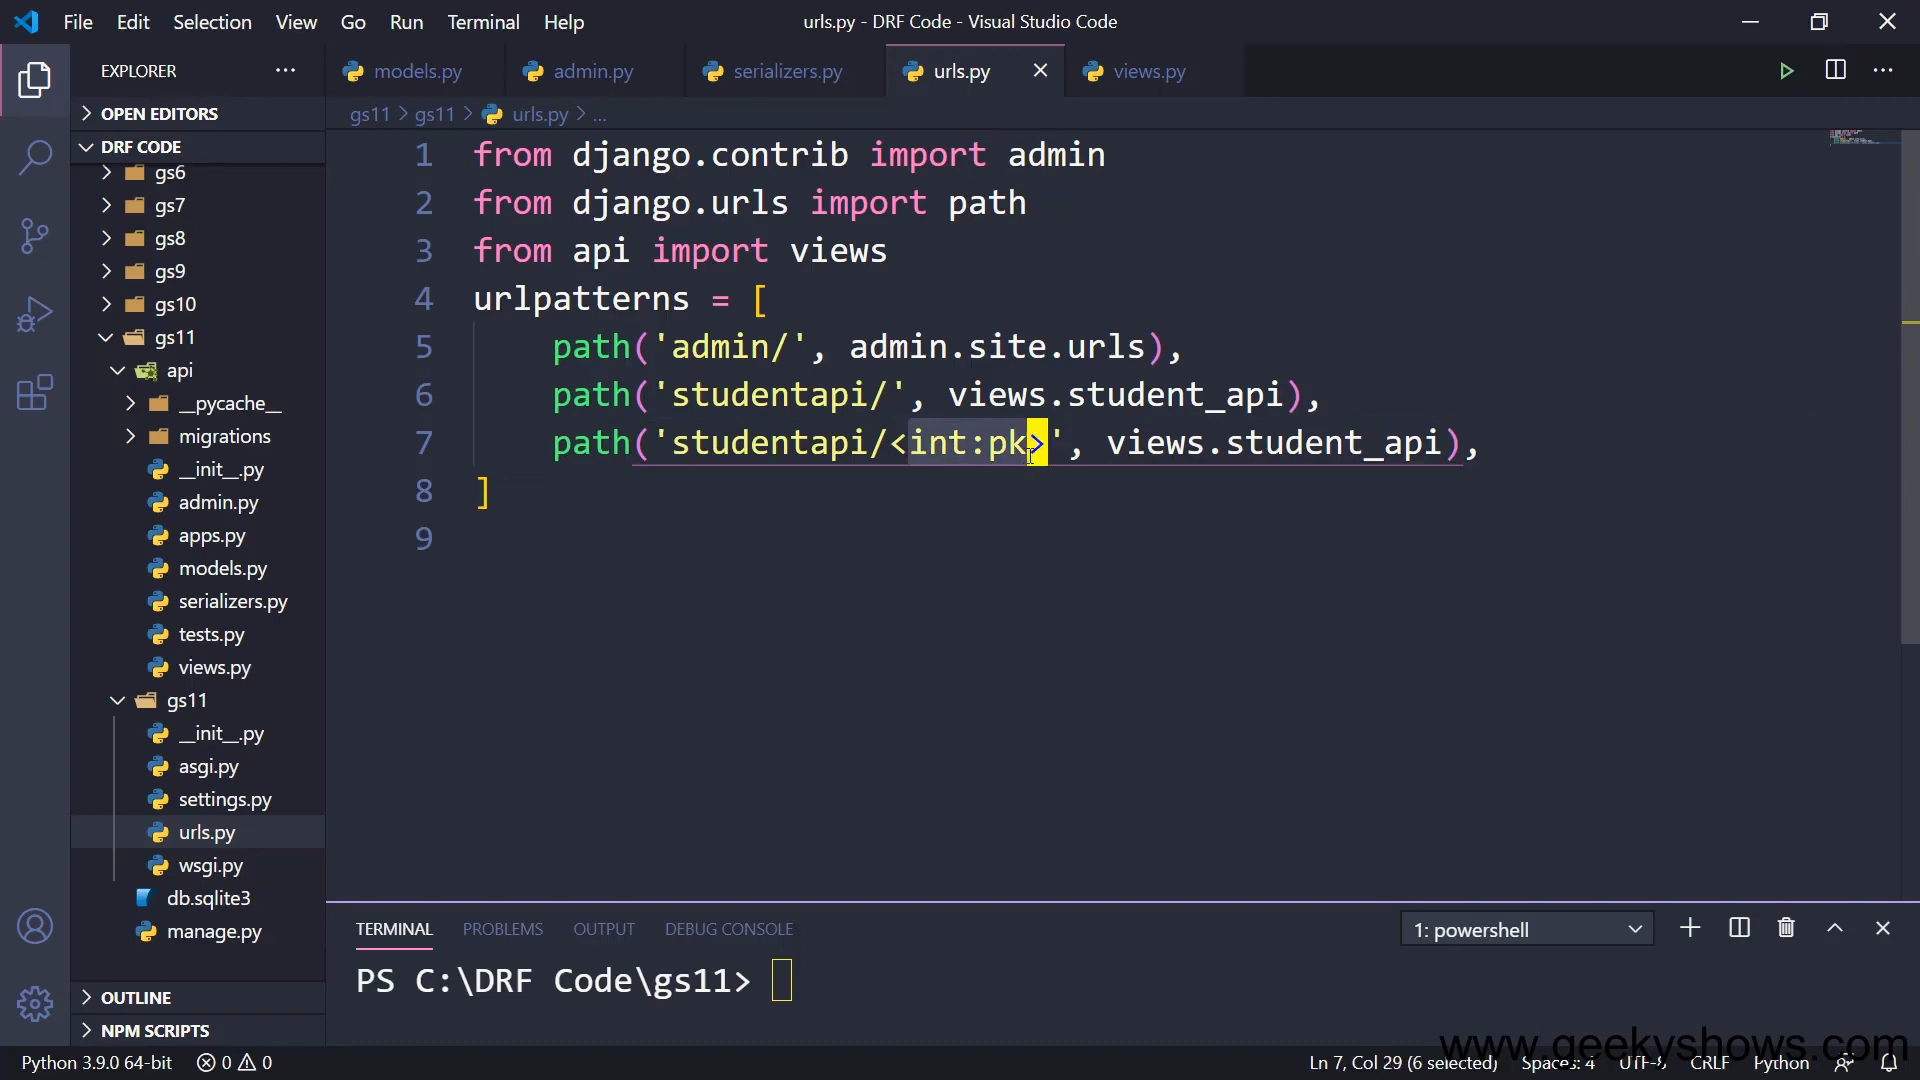 File Edit Selection View Go Run Terminal Help
urls.py - DRF Code - Visual Studio Code
EXPLORER
models.py
admin.py
serializers.py
urls.py
views.py
OPEN EDITORS
gs11 > gs11 > urls.py > ...
DRF CODE
gs6
gs7
gs8
gs9
gs10
gs11
api
__pycache__
migrations
__init__.py
admin.py
apps.py
models.py
serializers.py
tests.py
views.py
gs11
__init__.py
asgi.py
settings.py
urls.py
wsgi.py
db.sqlite3
manage.py
OUTLINE
NPM SCRIPTS
1 from django.contrib import admin
2 from django.urls import path
3 from api import views
4 urlpatterns = [
5 path('admin/', admin.site.urls),
6 path('studentapi/', views.student_api),
7 path('studentapi/<int:pk>', views.student_api),
8 ]
9
TERMINAL PROBLEMS OUTPUT DEBUG CONSOLE
1: powershell
PS C:\DRF Code\gs11>
www.geekyshows.com
Python 3.9.0 64-bit 0 0
Ln 7, Col 29 (6 selected) Spaces: 4 UTF-8 CRLF Python